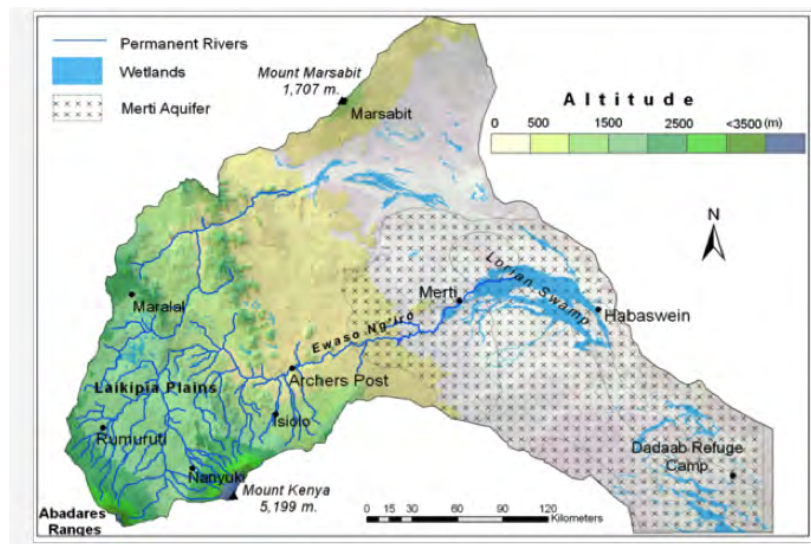 Permanent Rivers
Wetlands
Merti Aquifer
Mount Marsabit
1,707 m.
Marsabit
Altitude
0 500 1500 2500 <3500 (m)
N
Maralal
Merti
Lorian Swamp
Habaswein
Ewaso Ng'iro
Archers Post
Laikipia Plains
Isiolo
Rumuruti
Nanyuki
Dadaab Refuge
Camp
Mount Kenya
5,199 m.
Abadares
Ranges
0 15 30 60 90 120
Kilometers